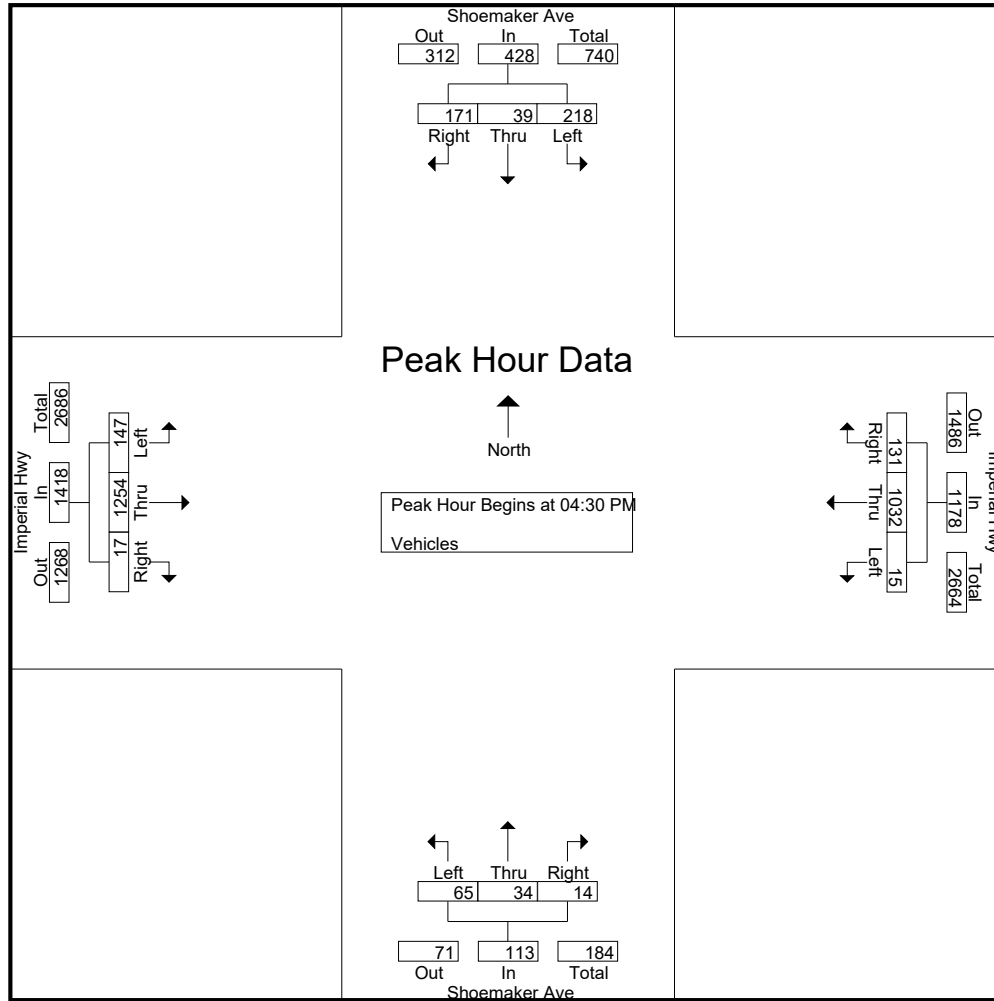 Shoemaker Ave
Out In Total
312 428 740
171 39 218
Right Thru Left
Peak Hour Data
North
Peak Hour Begins at 04:30 PM
Vehicles
Imperial Hwy
Out In Total
1268 1418 2686
17 1254 147
Right Thru Left
Imperial Hwy
Out In Total
1486 1178 2664
131 1032 15
Right Thru Left
Left Thru Right
65 34 14
71 113 184
Out In Total
Shoemaker Ave